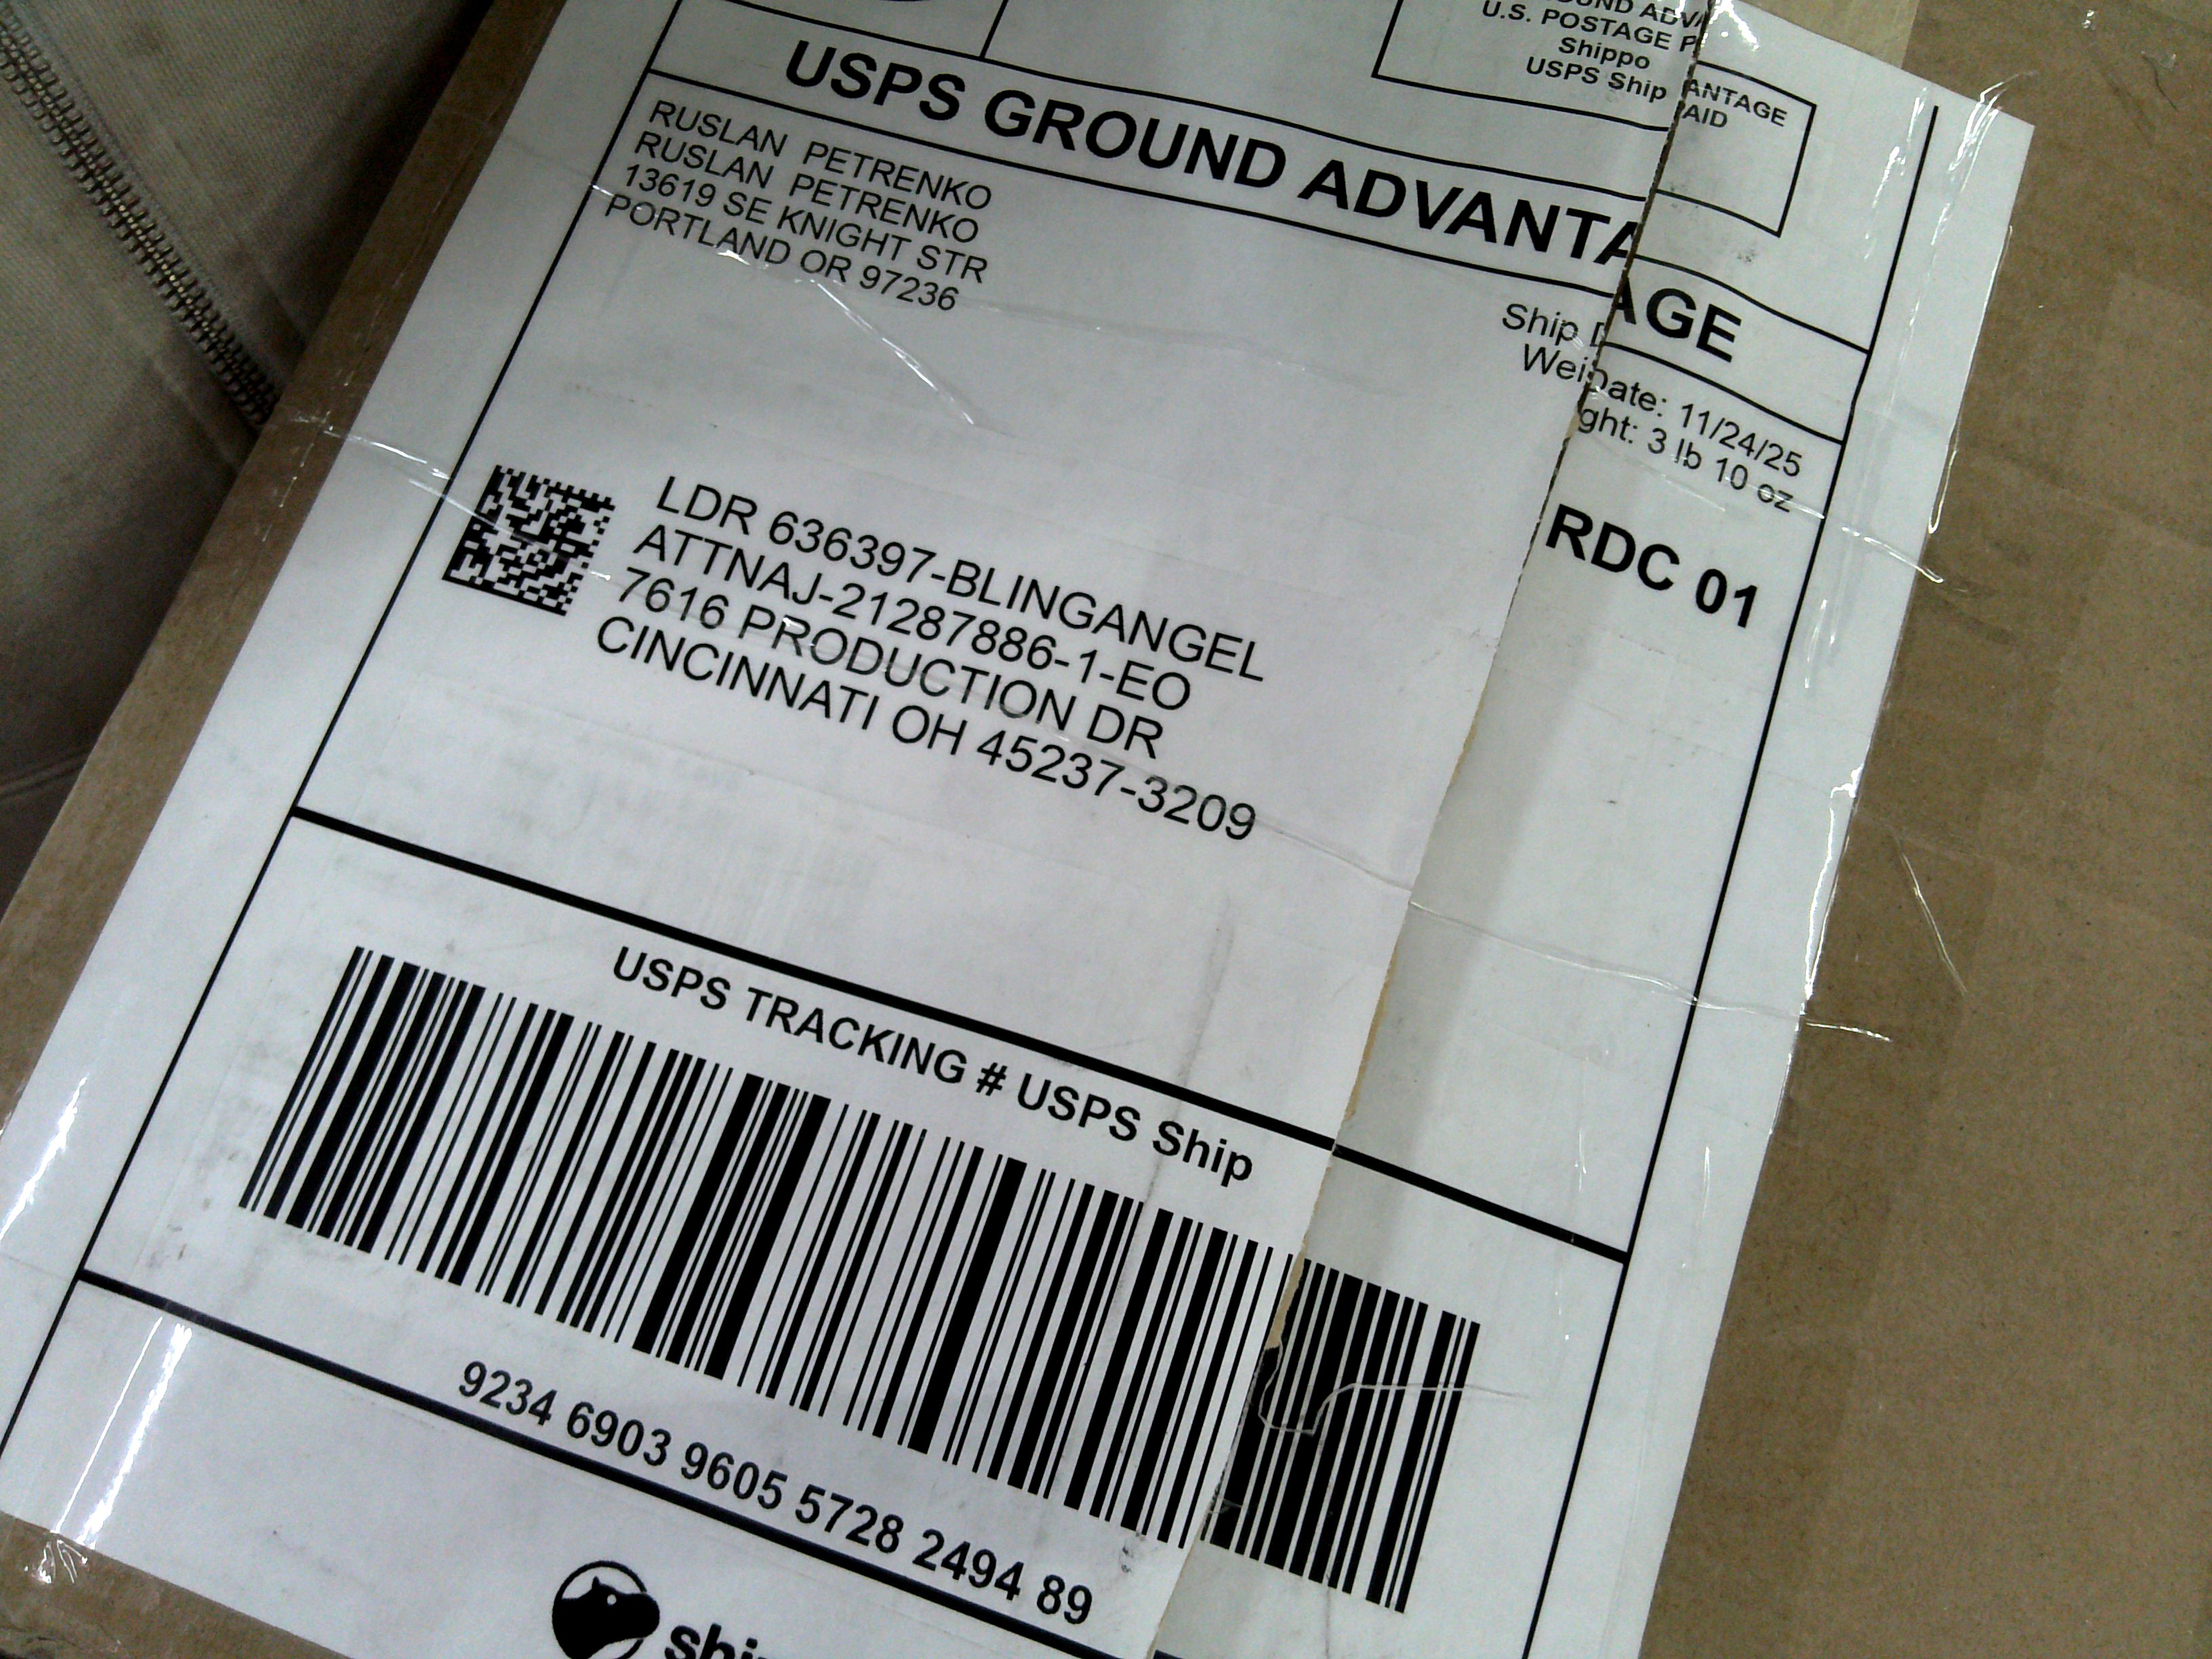 U.S. POSTAGE PAID
Shippo
USPS Ship
USPS GROUND ADVANTAGE
RUSLAN PETRENKO
RUSLAN PETRENKO
13619 SE KNIGHT STR
PORTLAND OR 97236
Ship Date: 11/24/25
Weight: 3 lb 10 oz
RDC 01
LDR 636397-BLINGANGEL
ATTNAJ-21287886-1-EO
7616 PRODUCTION DR
CINCINNATI OH 45237-3209
USPS TRACKING # USPS Ship
9234 6903 9605 5728 2494 89